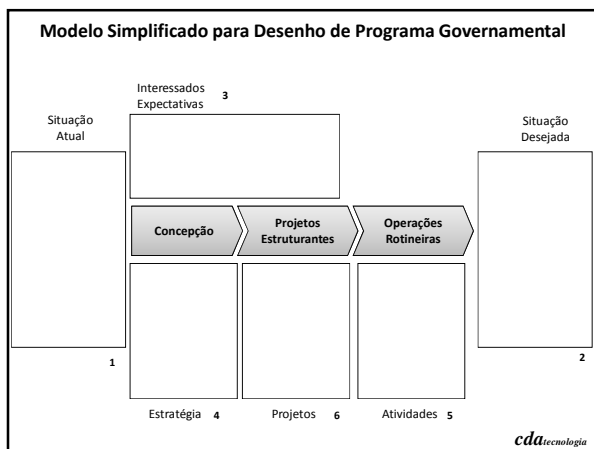 Modelo Simplificado para Desenho de Programa Governamental
Interessados
Expectativas 3
Situação
Atual
Situação
Desejada
Concepção
Projetos
Estruturantes
Operações
Rotineiras
1
2
Estratégia 4
Projetos 6
Atividades 5
cdatecnologia